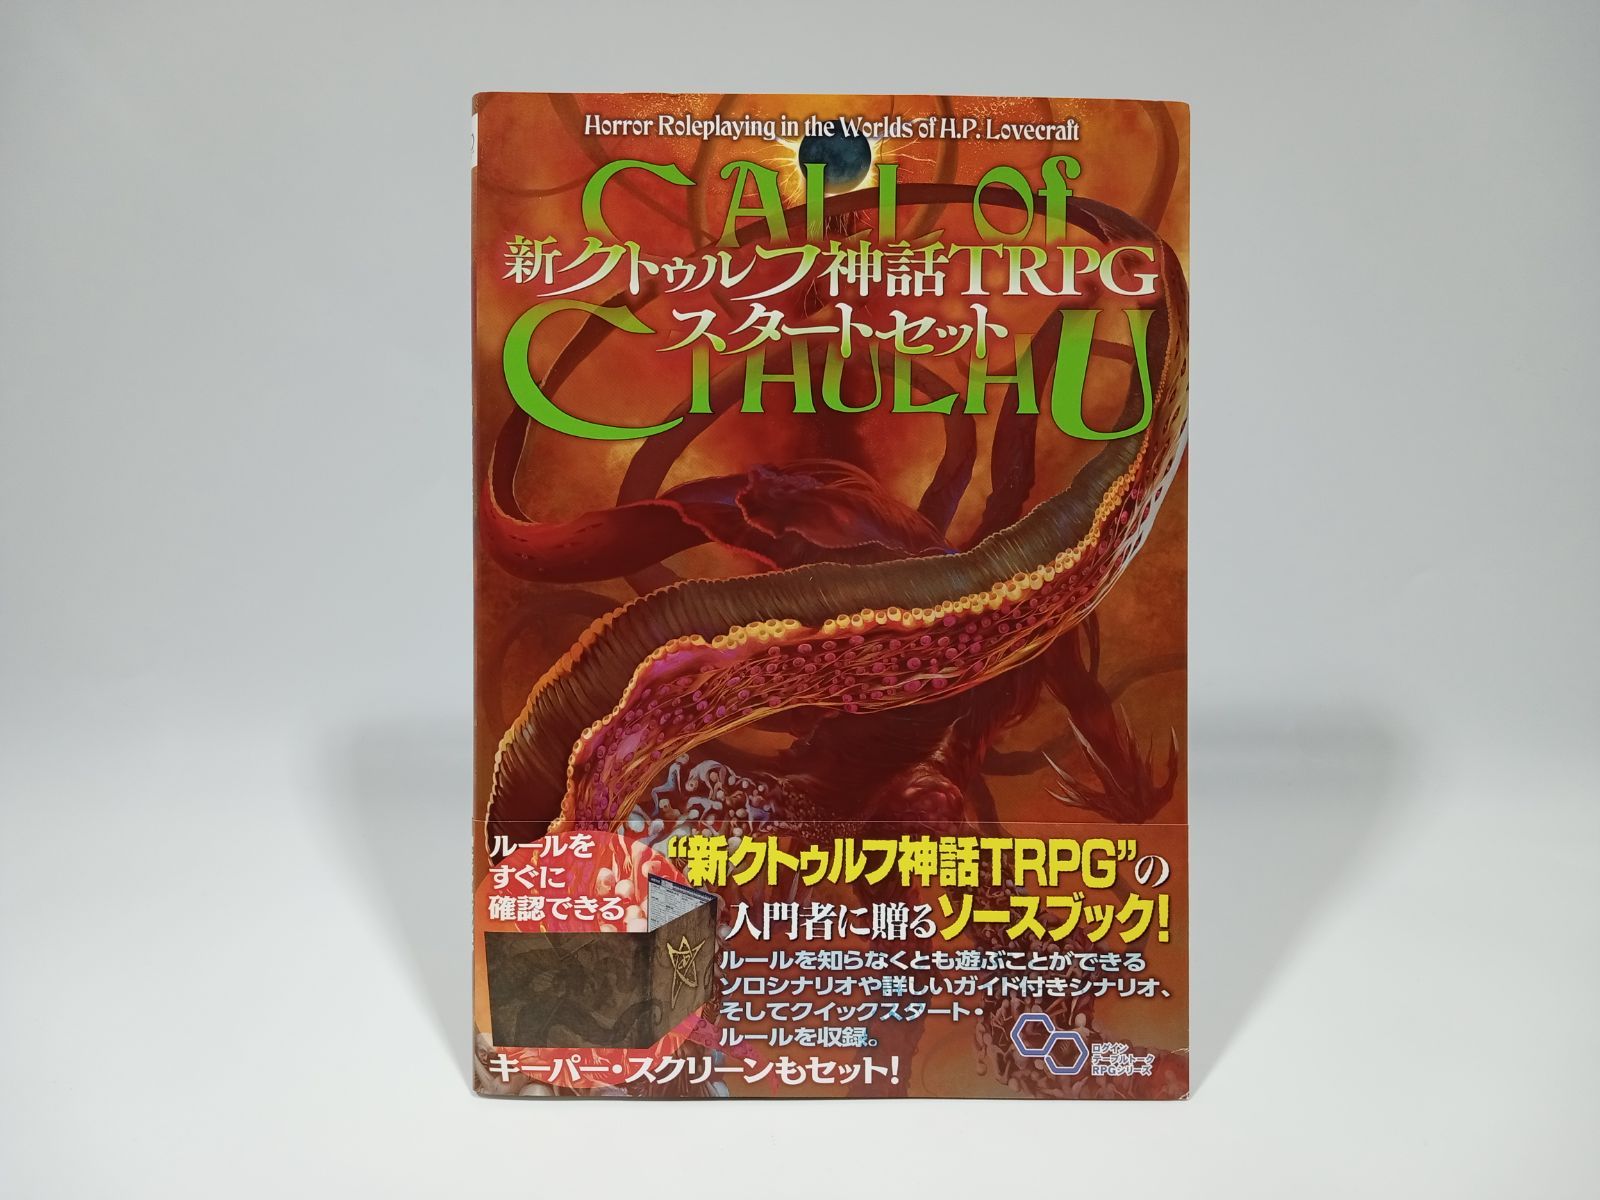 Horror Roleplaying in the Worlds of H.P. Lovecraft
CALL Of
新クトゥルフ神話TRPG
スタートセット
CTHULHU
ルールを
すぐに
確認できる
“新クトゥルフ神話TRPG”の
入門者に贈るソースブック!
ルールを知らなくとも遊ぶことができる
ソロシナリオや詳しいガイド付きシナリオ、
そしてクイックスタート・
ルールを収録。
キーパー・スクリーンもセット!
ログイン
テーブルトーク
RPGシリーズ